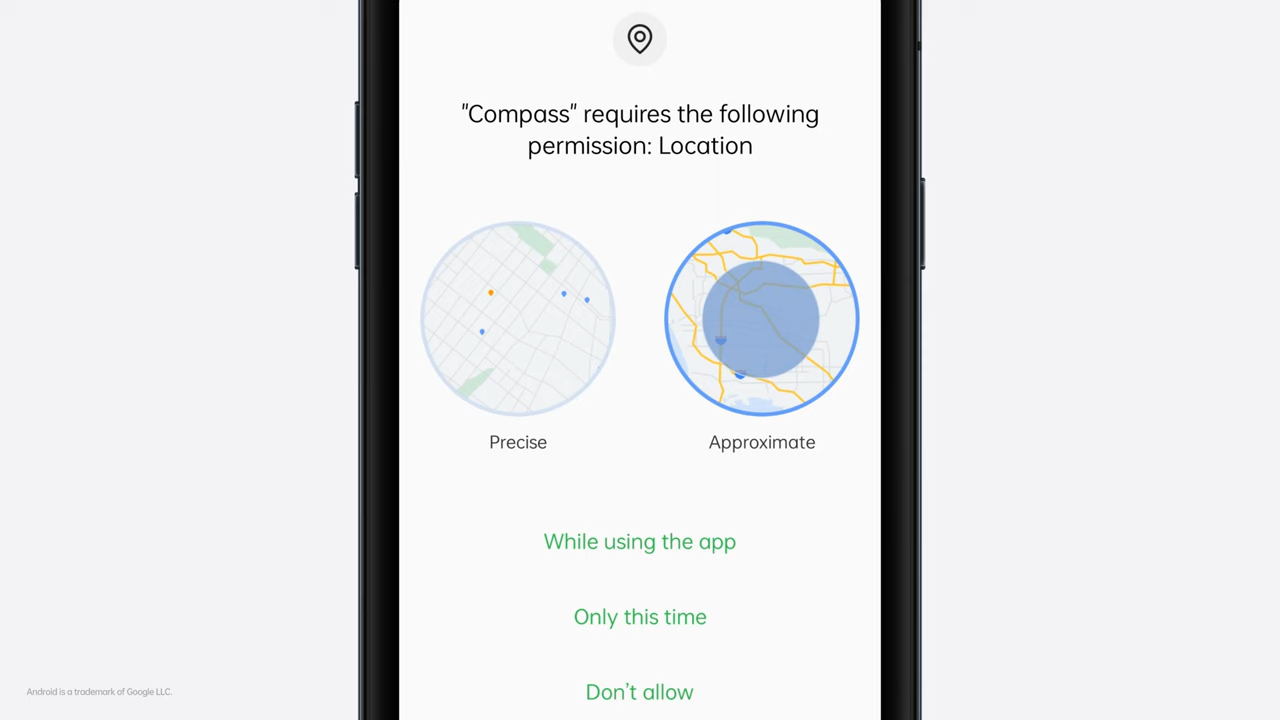 "Compass" requires the following
permission: Location
Precise
Approximate
While using the app
Only this time
Don't allow
Android is a trademark of Google LLC.